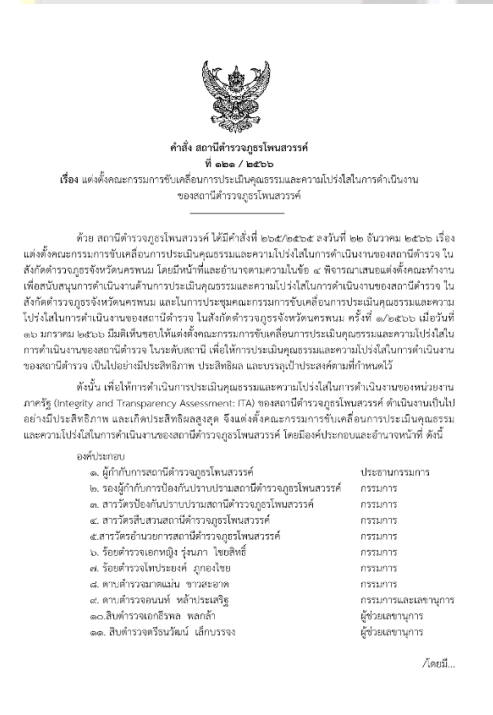 คำสั่ง สถานีตำรวจภูธรโพนสวรรค์
ที่ ๑๒๑ / ๒๕๖๖
เรื่อง แต่งตั้งคณะกรรมการขับเคลื่อนการประเมินคุณธรรมและความโปร่งใสในการดำเนินงาน
ของสถานีตำรวจภูธรโพนสวรรค์
ด้วย สถานีตำรวจภูธรโพนสวรรค์ ได้มีคำสั่งที่ ๒๖๕/๒๕๖๕ ลงวันที่ ๒๒ ธันวาคม ๒๕๖๖ เรื่อง
แต่งตั้งคณะกรรมการขับเคลื่อนการประเมินคุณธรรมและความโปร่งใสในการดำเนินงานของสถานีตำรวจ ใน
สังกัดตำรวจภูธรจังหวัดนครพนม โดยมีหน้าที่และอำนาจตามความในข้อ ๔ พิจารณาเสนอแต่งตั้งคณะทำงาน
เพื่อสนับสนุนการดำเนินงานด้านการประเมินคุณธรรมและความโปร่งใสในการดำเนินงานของสถานีตำรวจ ใน
สังกัดตำรวจภูธรจังหวัดนครพนม และในการประชุมคณะกรรมการขับเคลื่อนการประเมินคุณธรรมและความ
โปร่งใสในการดำเนินงานของสถานีตำรวจ ในสังกัดตำรวจภูธรจังหวัดนครพนม ครั้งที่ ๑/๒๕๖๖ เมื่อวันที่
๑๖ มกราคม ๒๕๖๖ มีมติเห็นชอบให้แต่งตั้งคณะกรรมการขับเคลื่อนการประเมินคุณธรรมและความโปร่งใสใน
การดำเนินงานของสถานีตำรวจ ในระดับสถานี เพื่อให้การประเมินคุณธรรมและความโปร่งใสในการดำเนินงาน
ของสถานีตำรวจ เป็นไปอย่างมีประสิทธิภาพ ประสิทธิผล และบรรลุเป้าประสงค์ตามที่กำหนดไว้
ดังนั้น เพื่อให้การดำเนินการประเมินคุณธรรมและความโปร่งใสในการดำเนินงานของหน่วยงาน
ภาครัฐ (Integrity and Transparency Assessment: ITA) ของสถานีตำรวจภูธรโพนสวรรค์ ดำเนินงานเป็นไป
อย่างมีประสิทธิภาพ และเกิดประสิทธิผลสูงสุด จึงแต่งตั้งคณะกรรมการขับเคลื่อนการประเมินคุณธรรม
และความโปร่งใสในการดำเนินงานของสถานีตำรวจภูธรโพนสวรรค์ โดยมีองค์ประกอบและอำนาจหน้าที่ ดังนี้
องค์ประกอบ
๑. ผู้กำกับการสถานีตำรวจภูธรโพนสวรรค์ ประธานกรรมการ
๒. รองผู้กำกับการป้องกันปราบปรามสถานีตำรวจภูธรโพนสวรรค์ กรรมการ
๓. สารวัตรป้องกันปราบปรามสถานีตำรวจภูธรโพนสวรรค์ กรรมการ
๔. สารวัตรสืบสวนสถานีตำรวจภูธรโพนสวรรค์ กรรมการ
๕.สารวัตรอำนวยการสถานีตำรวจภูธรโพนสวรรค์ กรรมการ
๖. ร้อยตำรวจเอกหญิง รุ่งนภา ไชยสิทธิ์ กรรมการ
๗. ร้อยตำรวจโทประยงค์ ภูกองไชย กรรมการ
๘. ดาบตำรวจมาตแม่น ขาวสะอาด กรรมการ
๙. ดาบตำรวจอนนท์ หล้าประเสริฐ กรรมการและเลขานุการ
๑๐.สิบตำรวจเอกธีรพล พลกล้า ผู้ช่วยเลขานุการ
๑๑. สิบตำรวจตรีธนวัฒน์ เล็กบรรจง ผู้ช่วยเลขานุการ
/โดยมี...